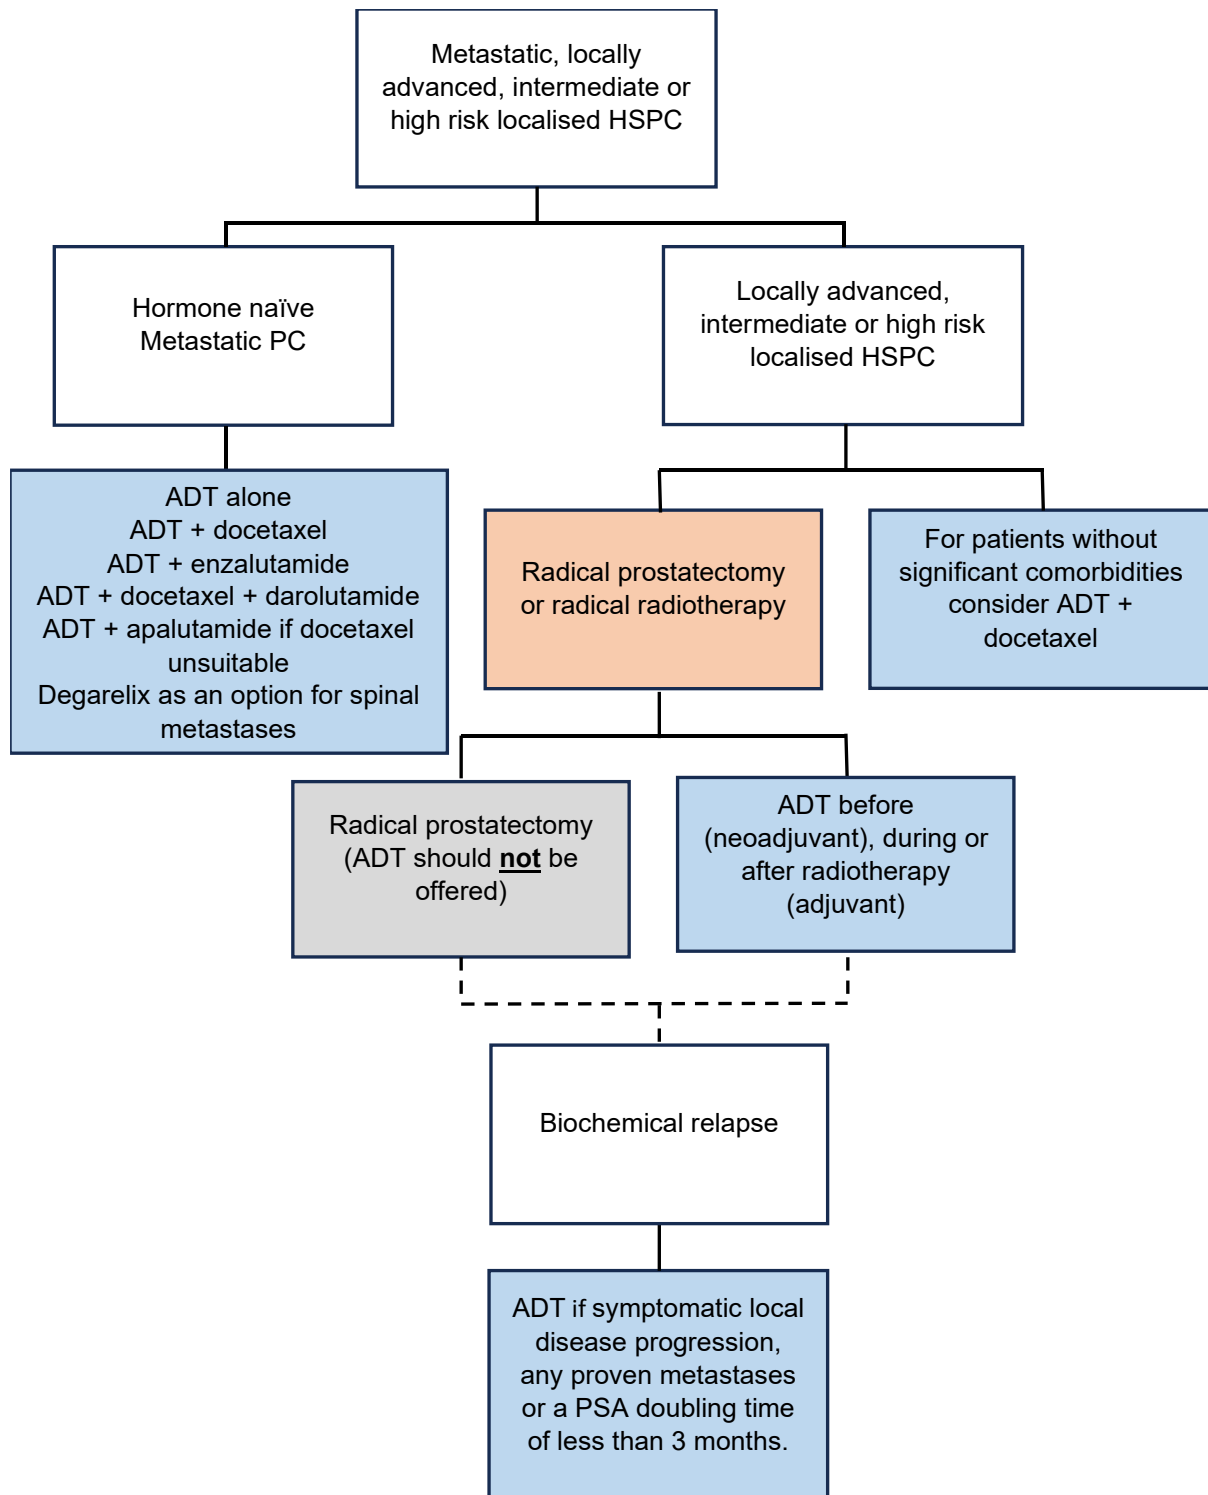 Metastatic, locally
advanced, intermediate or
high risk localised HSPC
Hormone naïve
Metastatic PC
Locally advanced,
intermediate or high risk
localised HSPC
ADT alone
ADT + docetaxel
ADT + enzalutamide
ADT + docetaxel + darolutamide
ADT + apalutamide if docetaxel
unsuitable
Degarelix as an option for spinal
metastases
Radical prostatectomy
or radical radiotherapy
For patients without
significant comorbidities
consider ADT +
docetaxel
Radical prostatectomy
(ADT should not be
offered)
ADT before
(neoadjuvant), during or
after radiotherapy
(adjuvant)
Biochemical relapse
ADT if symptomatic local
disease progression,
any proven metastases
or a PSA doubling time
of less than 3 months.